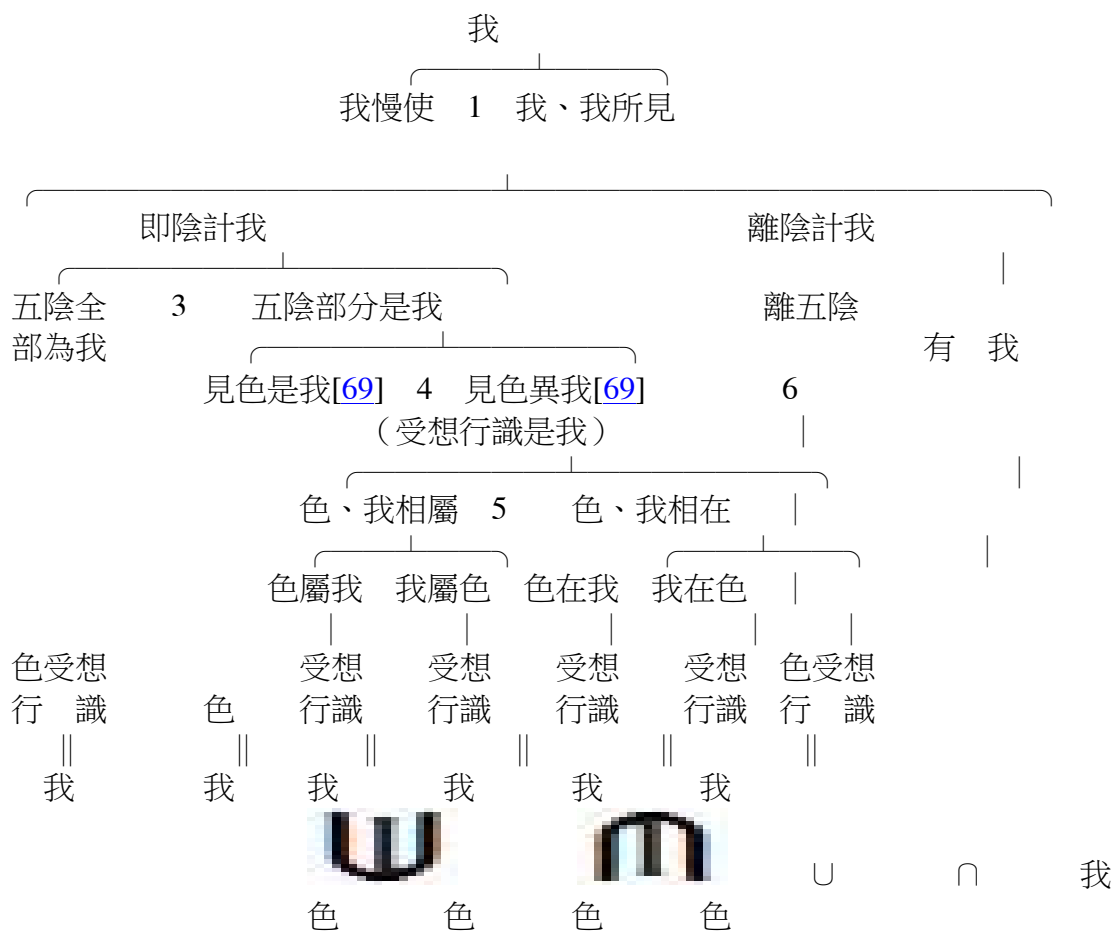 我
我慢使 1 我、我所見
即陰計我 離陰計我
五陰全 3 五陰部分是我 離五陰
部為我 有 我
見色是我[69] 4 見色異我[69] 6
（受想行識是我）
色、我相屬 5 色、我相在
色屬我 我屬色 色在我 我在色
色受想 受想 受想 受想 受想 色受想
行 識 色 行識 行識 行識 行識 行 識
∥ ∥ ∥ ∥ ∥ ∥
我 我 我 我 我 我
∪ ∩ 我
色 色 色 色